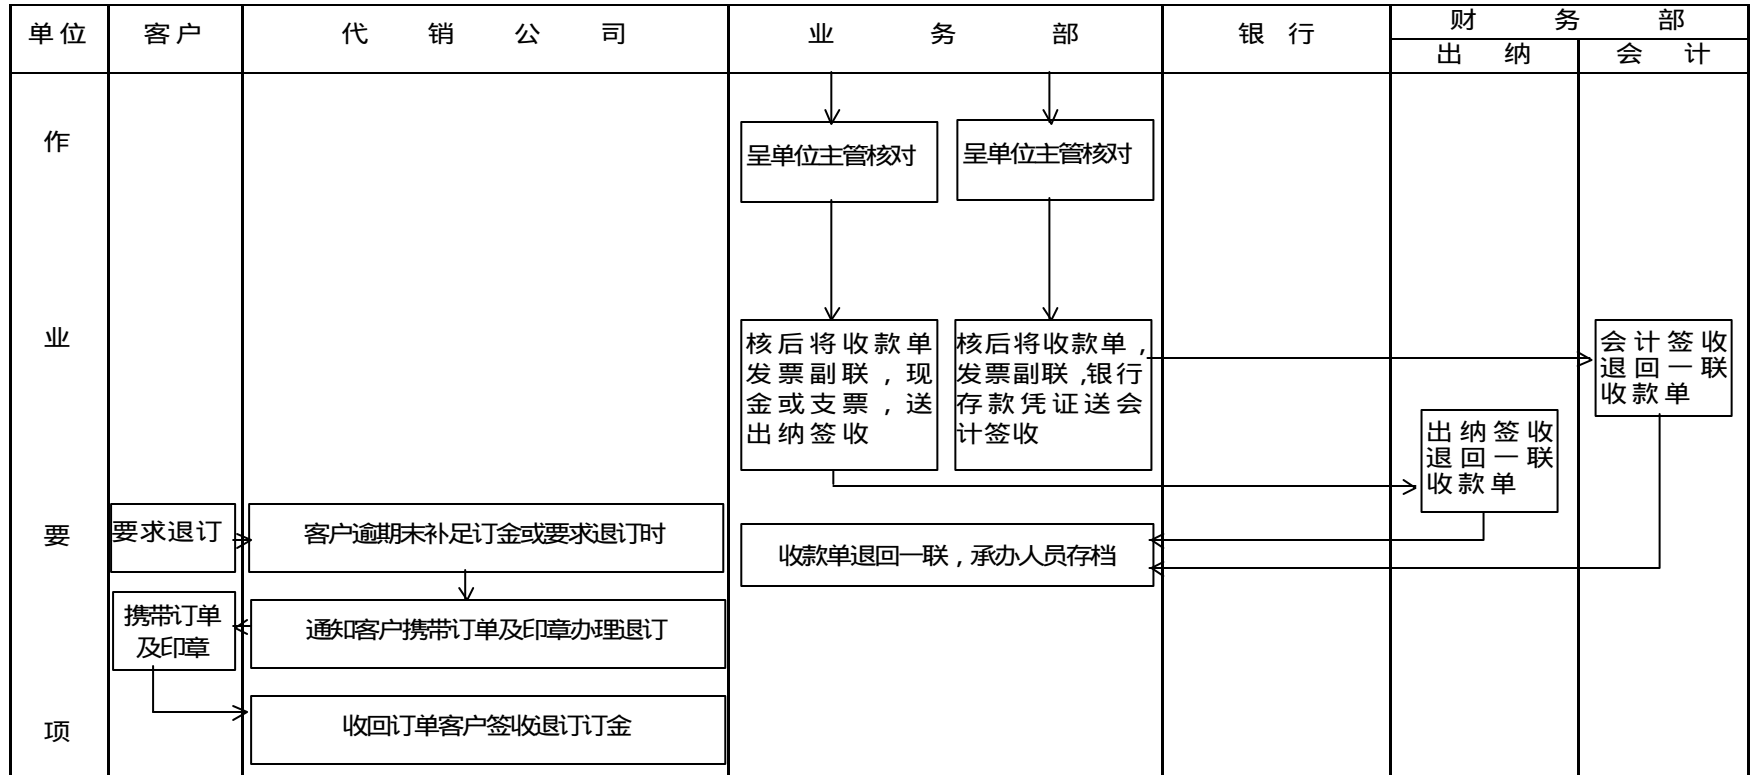 单位 客户 代销公司 业务部 银行 财务部
出纳 会计
作
呈单位主管核对
呈单位主管核对
业
核后将收款单
发票副联，现
金或支票，送
出纳签收
核后将收款单，
发票副联,银行
存款凭证送会
计签收
会计签收
退回一联
收款单
出纳签收
退回一联
收款单
要
要求退订
客户逾期未补足订金或要求退订时
收款单退回一联，承办人员存档
携带订单
及印章
通知客户携带订单及印章办理退订
项
收回订单客户签收退订订金